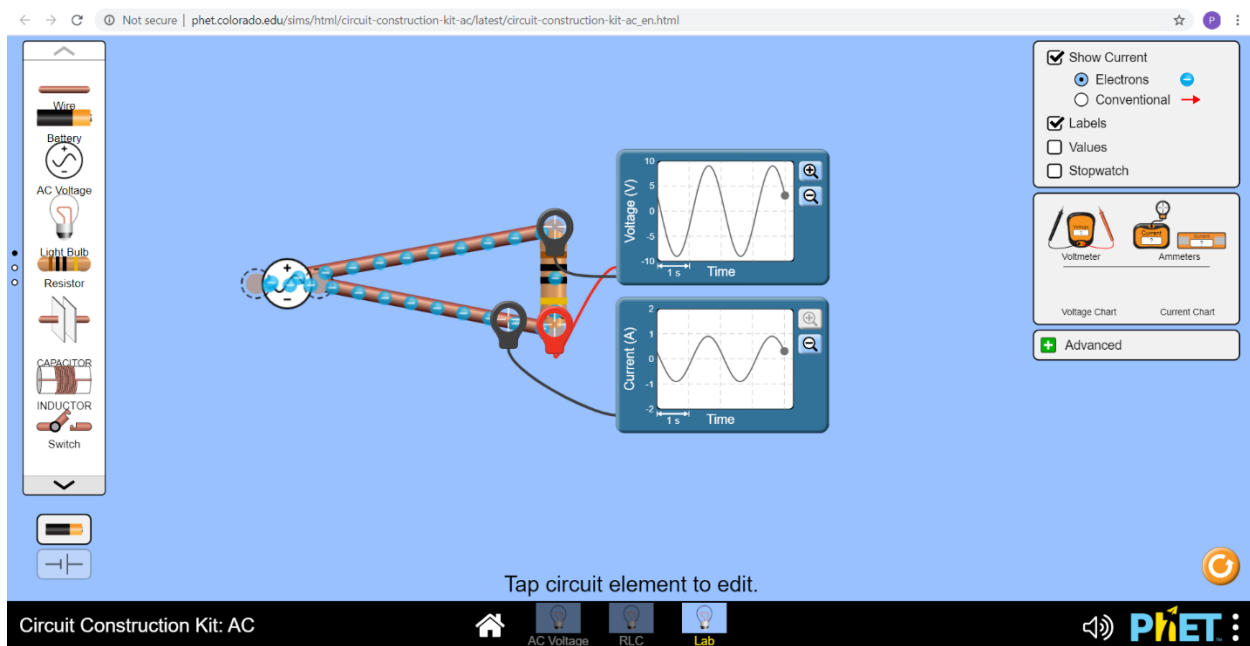 Not secure | phet.colorado.edu/sims/html/circuit-construction-kit-ac/latest/circuit-construction-kit-ac_en.html
P
Wire
Battery
AC Voltage
Light Bulb
Resistor
CAPACITOR
INDUCTOR
Switch
Voltage (V)
10
5
0
-5
-10
1 s
Time
Current (A)
2
1
0
-1
-2
1 s
Time
Show Current
Electrons
Conventional
Labels
Values
Stopwatch
Voltage
?
Current
?
Current
?
Voltmeter
Ammeters
Voltage Chart
Current Chart
Advanced
Tap circuit element to edit.
Circuit Construction Kit: AC
AC Voltage
RLC
Lab
PhET